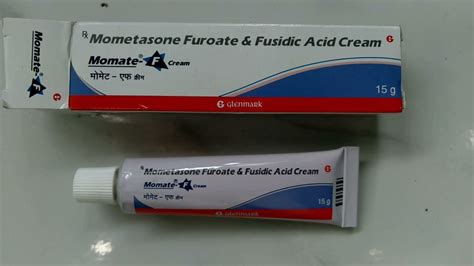 Rx Mometasone Furoate & Fusidic Acid Cream G
Momate-F Cream
मोमेट - एफ क्रीम
15 g
G Glenmark
Momate-F
Mometasone Furoate & Fusidic Acid Cream G
Momate-F Cream
मोमेट - एफ क्रीम
15 g
G Glenmark